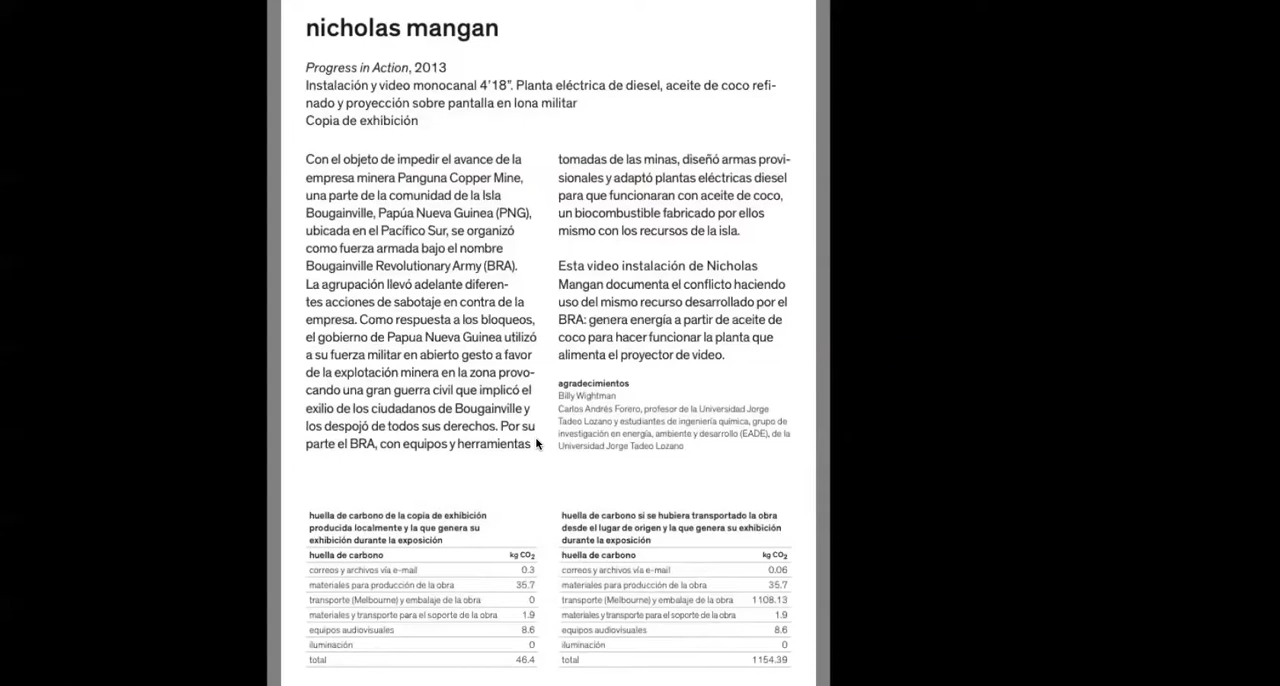 nicholas mangan
Progress in Action, 2013
Instalación y video monocanal 4’18”. Planta eléctrica de diesel, aceite de coco refi-
nado y proyección sobre pantalla en lona militar
Copia de exhibición
Con el objeto de impedir el avance de la
empresa minera Panguna Copper Mine,
una parte de la comunidad de la Isla
Bougainville, Papúa Nueva Guinea (PNG),
ubicada en el Pacífico Sur, se organizó
como fuerza armada bajo el nombre
Bougainville Revolutionary Army (BRA).
La agrupación llevó adelante diferen-
tes acciones de sabotaje en contra de la
empresa. Como respuesta a los bloqueos,
el gobierno de Papua Nueva Guinea utilizó
a su fuerza militar en abierto gesto a favor
de la explotación minera en la zona provo-
cando una gran guerra civil que implicó el
exilio de los ciudadanos de Bougainville y
los despojó de todos sus derechos. Por su
parte el BRA, con equipos y herramientas
tomadas de las minas, diseñó armas provi-
sionales y adaptó plantas eléctricas diesel
para que funcionaran con aceite de coco,
un biocombustible fabricado por ellos
mismo con los recursos de la isla.
Esta video instalación de Nicholas
Mangan documenta el conflicto haciendo
uso del mismo recurso desarrollado por el
BRA: genera energía a partir de aceite de
coco para hacer funcionar la planta que
alimenta el proyector de video.
agradecimientos
Billy Wightman
Carlos Andrés Forero, profesor de la Universidad Jorge
Tadeo Lozano y estudiantes de ingeniería química, grupo de
investigación en energía, ambiente y desarrollo (EADE), de la
Universidad Jorge Tadeo Lozano
huella de carbono de la copia de exhibición
producida localmente y la que genera su
exhibición durante la exposición
huella de carbono kg CO2
correos y archivos vía e-mail 0.3
materiales para producción de la obra 35.7
transporte (Melbourne) y embalaje de la obra 0
materiales y transporte para el soporte de la obra 1.9
equipos audiovisuales 8.6
iluminación 0
total 46.4
huella de carbono si se hubiera transportado la obra
desde el lugar de origen y la que genera su exhibición
durante la exposición
huella de carbono kg CO2
correos y archivos vía e-mail 0.06
materiales para producción de la obra 35.7
transporte (Melbourne) y embalaje de la obra 1108.13
materiales y transporte para el soporte de la obra 1.9
equipos audiovisuales 8.6
iluminación 0
total 1154.39